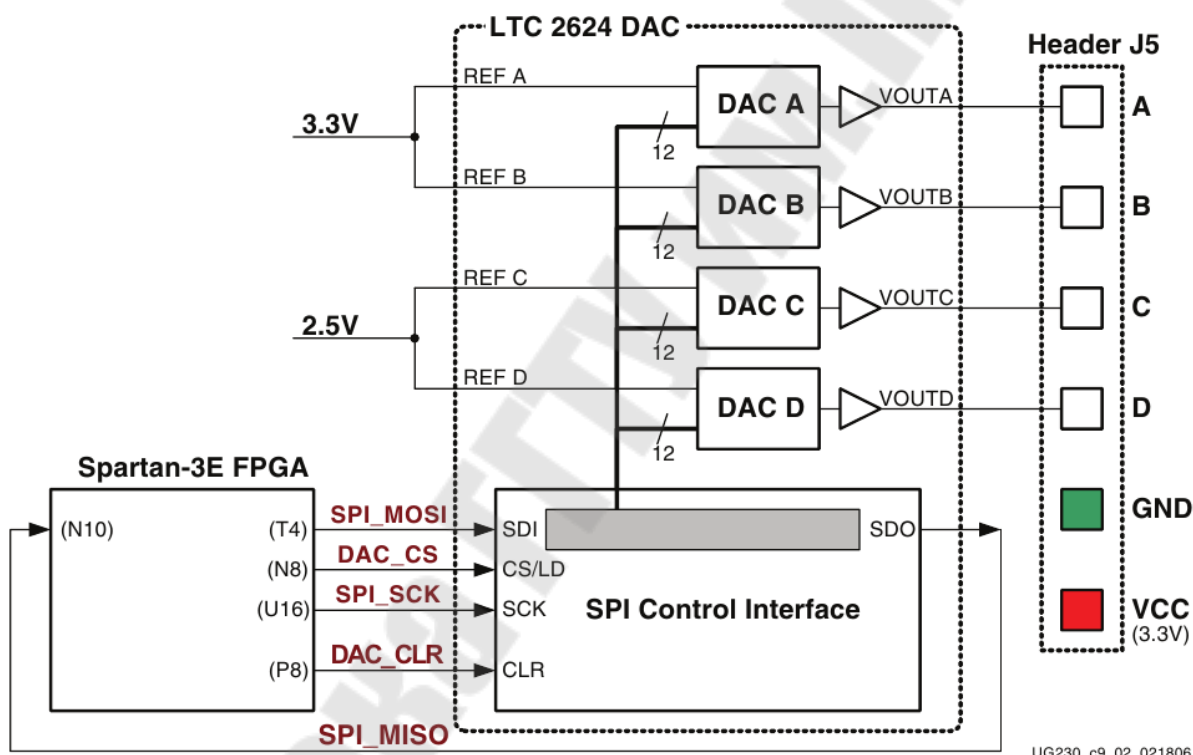 LTC 2624 DAC
Header J5
REF A
DAC A
VOUTA
A
3.3V
12
REF B
DAC B
VOUTB
B
12
REF C
DAC C
VOUTC
C
2.5V
12
REF D
DAC D
VOUTD
D
12
Spartan-3E FPGA
GND
(N10)
(T4)
SPI_MOSI
SDI
SDO
(N8)
DAC_CS
CS/LD
(U16)
SPI_SCK
SCK
SPI Control Interface
VCC
(3.3V)
(P8)
DAC_CLR
CLR
SPI_MISO
UG230_c9_02_021806